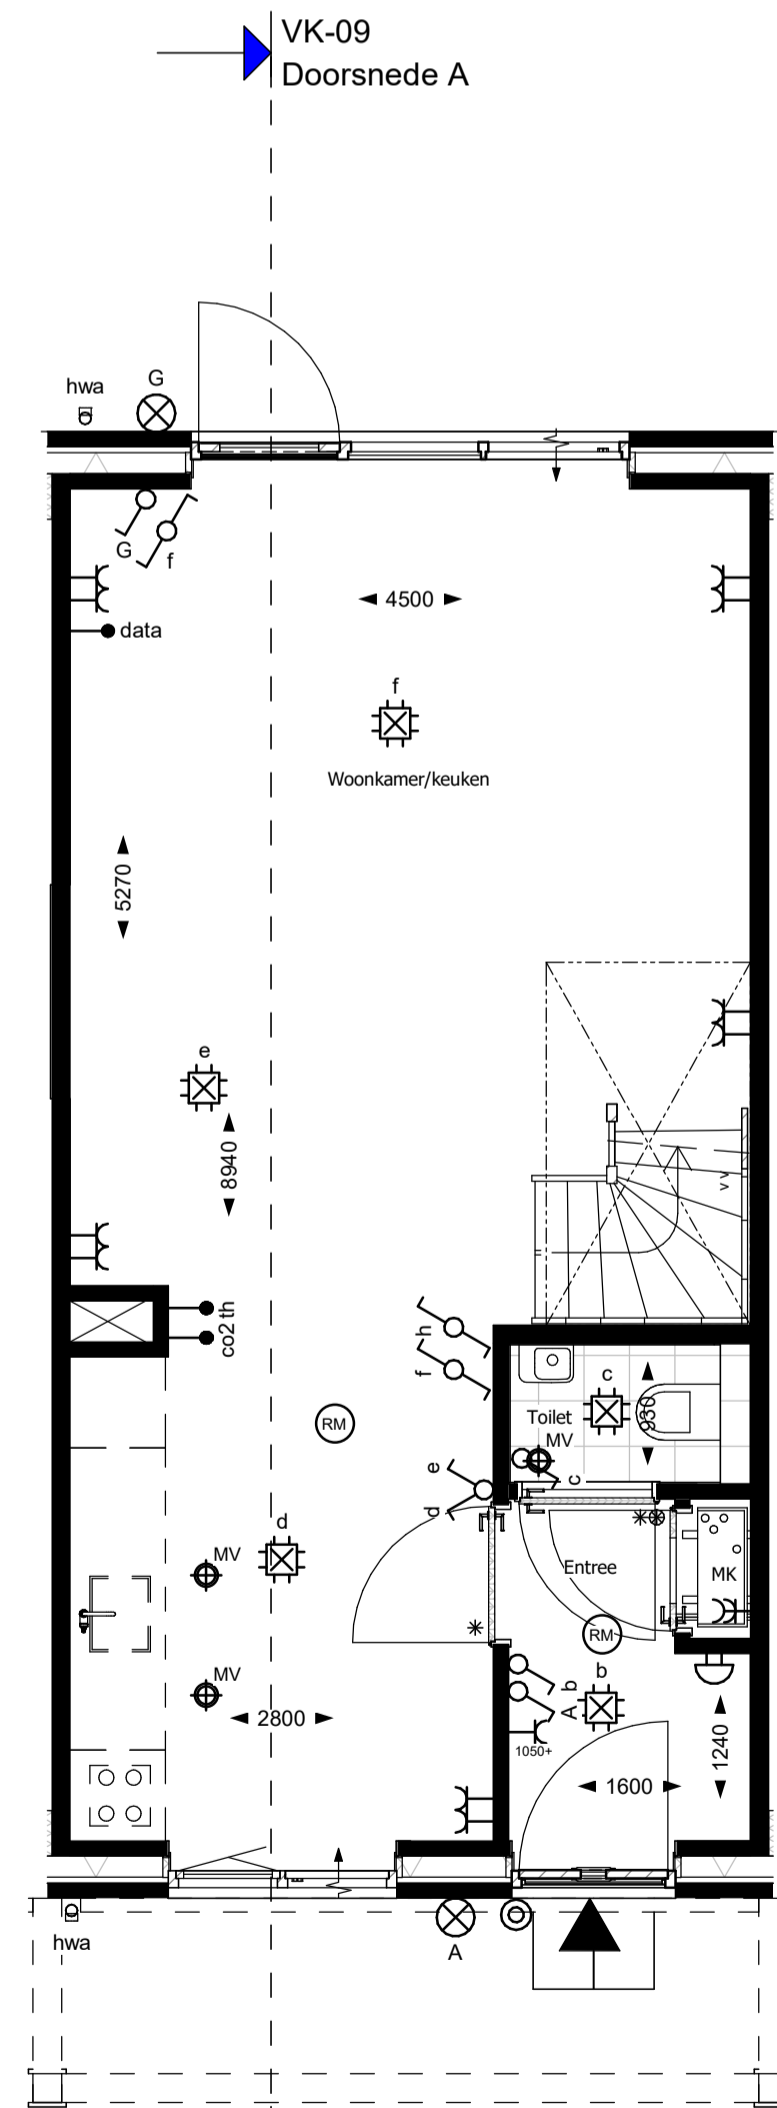 VK-09
Doorsnede A
hwa
G
G
f
data
4500
f
Woonkamer/keuken
5270
e
8940
co2 th
h
f
c
930
Toilet
MV
c
RM
e
d
d
MV
Entree
MK
RM
b
b
A
MV
2800
1050+
1240
1600
hwa
A